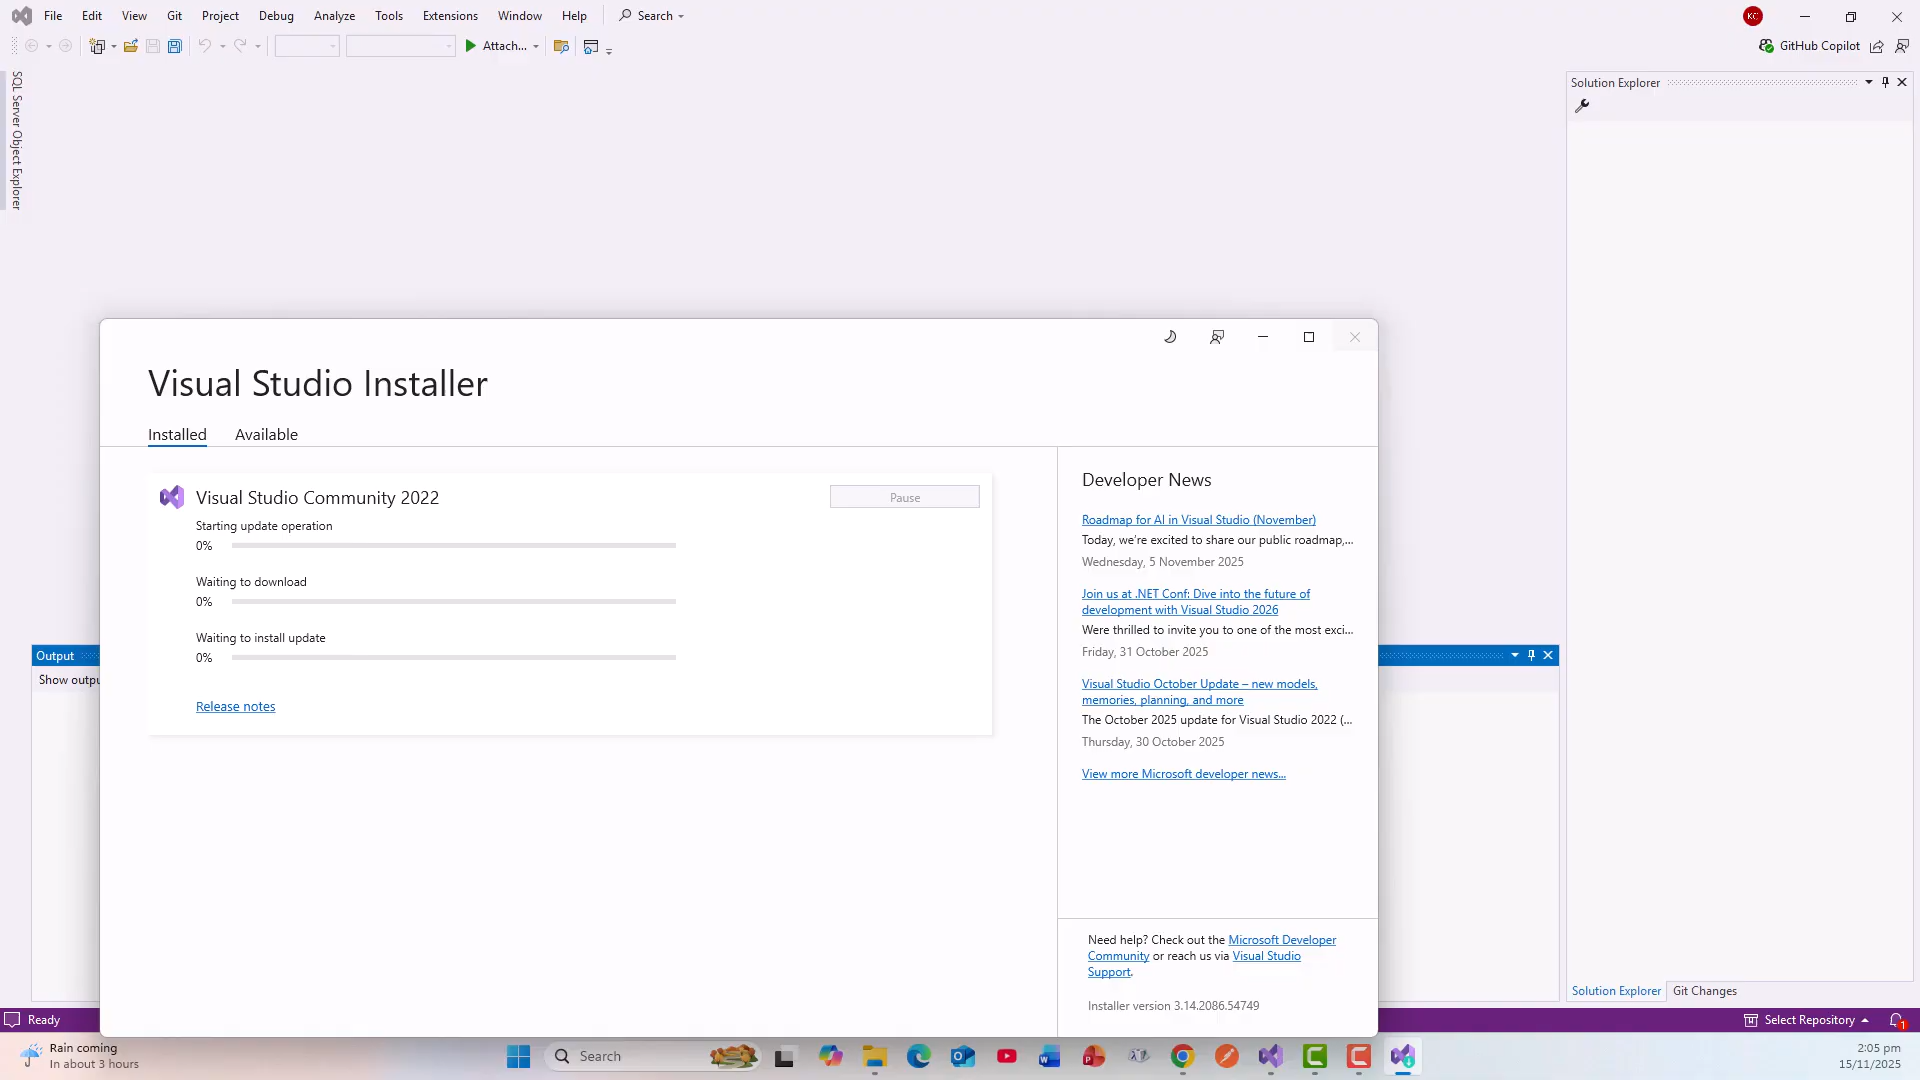 File Edit View Git Project Debug Analyze Tools Extensions Window Help Search
KC
Attach...
GitHub Copilot
SQL Server Object Explorer
Solution Explorer
Visual Studio Installer
Installed Available
Visual Studio Community 2022
Pause
Starting update operation
0%
Waiting to download
0%
Waiting to install update
0%
Release notes
Developer News
Roadmap for AI in Visual Studio (November)
Today, we're excited to share our public roadmap,...
Wednesday, 5 November 2025
Join us at .NET Conf: Dive into the future of
development with Visual Studio 2026
Were thrilled to invite you to one of the most exci...
Friday, 31 October 2025
Visual Studio October Update – new models,
memories, planning, and more
The October 2025 update for Visual Studio 2022 (...
Thursday, 30 October 2025
View more Microsoft developer news...
Need help? Check out the Microsoft Developer
Community or reach us via Visual Studio
Support.
Installer version 3.14.2086.54749
Output
Show outpu
Solution Explorer Git Changes
Ready
Select Repository
1
Rain coming
In about 3 hours
Search
2:05 pm
15/11/2025